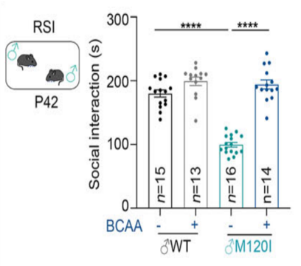 RSI
♂
♂
P42
Social interaction (s)
300
200
100
0
**** ****
n=15 n=13 n=16 n=14
BCAA - + - +
♂WT ♂M120I